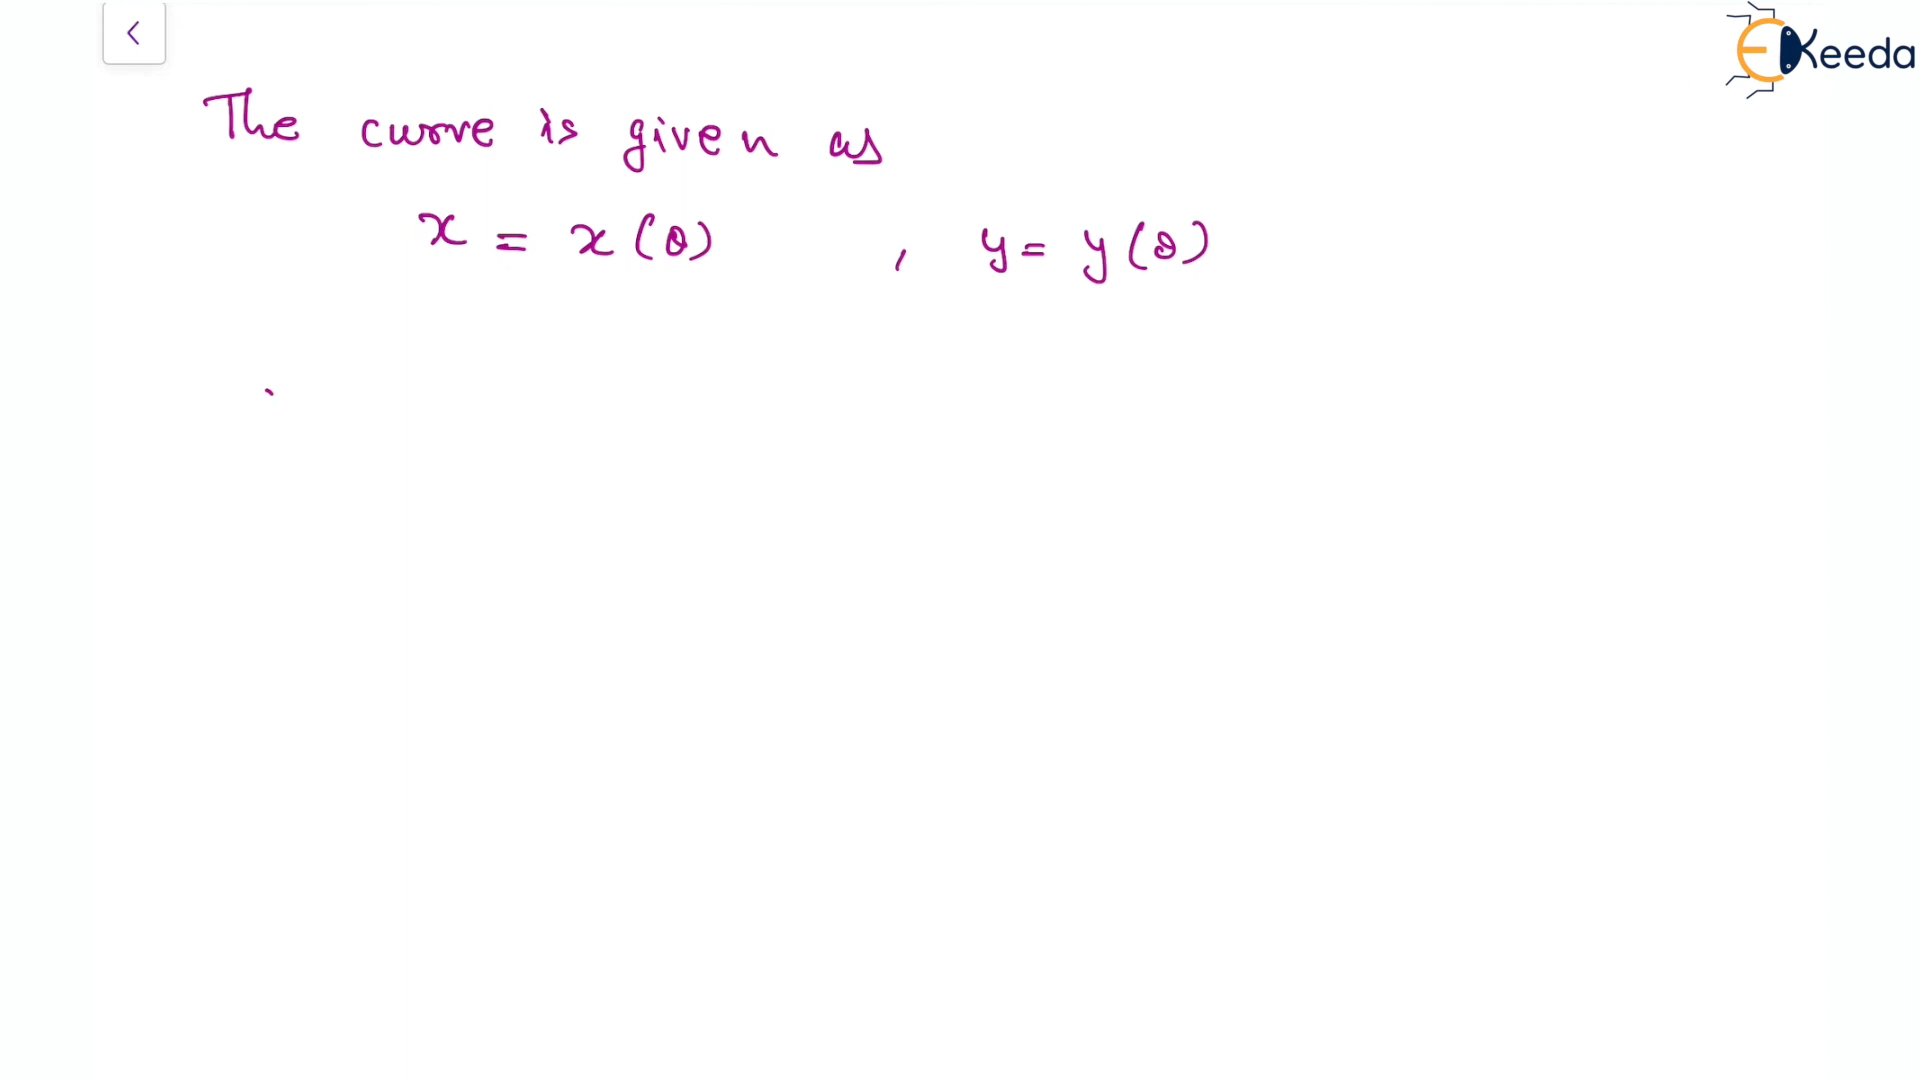 EKeeda
The curve is given as
x = x(θ) , y = y(θ)